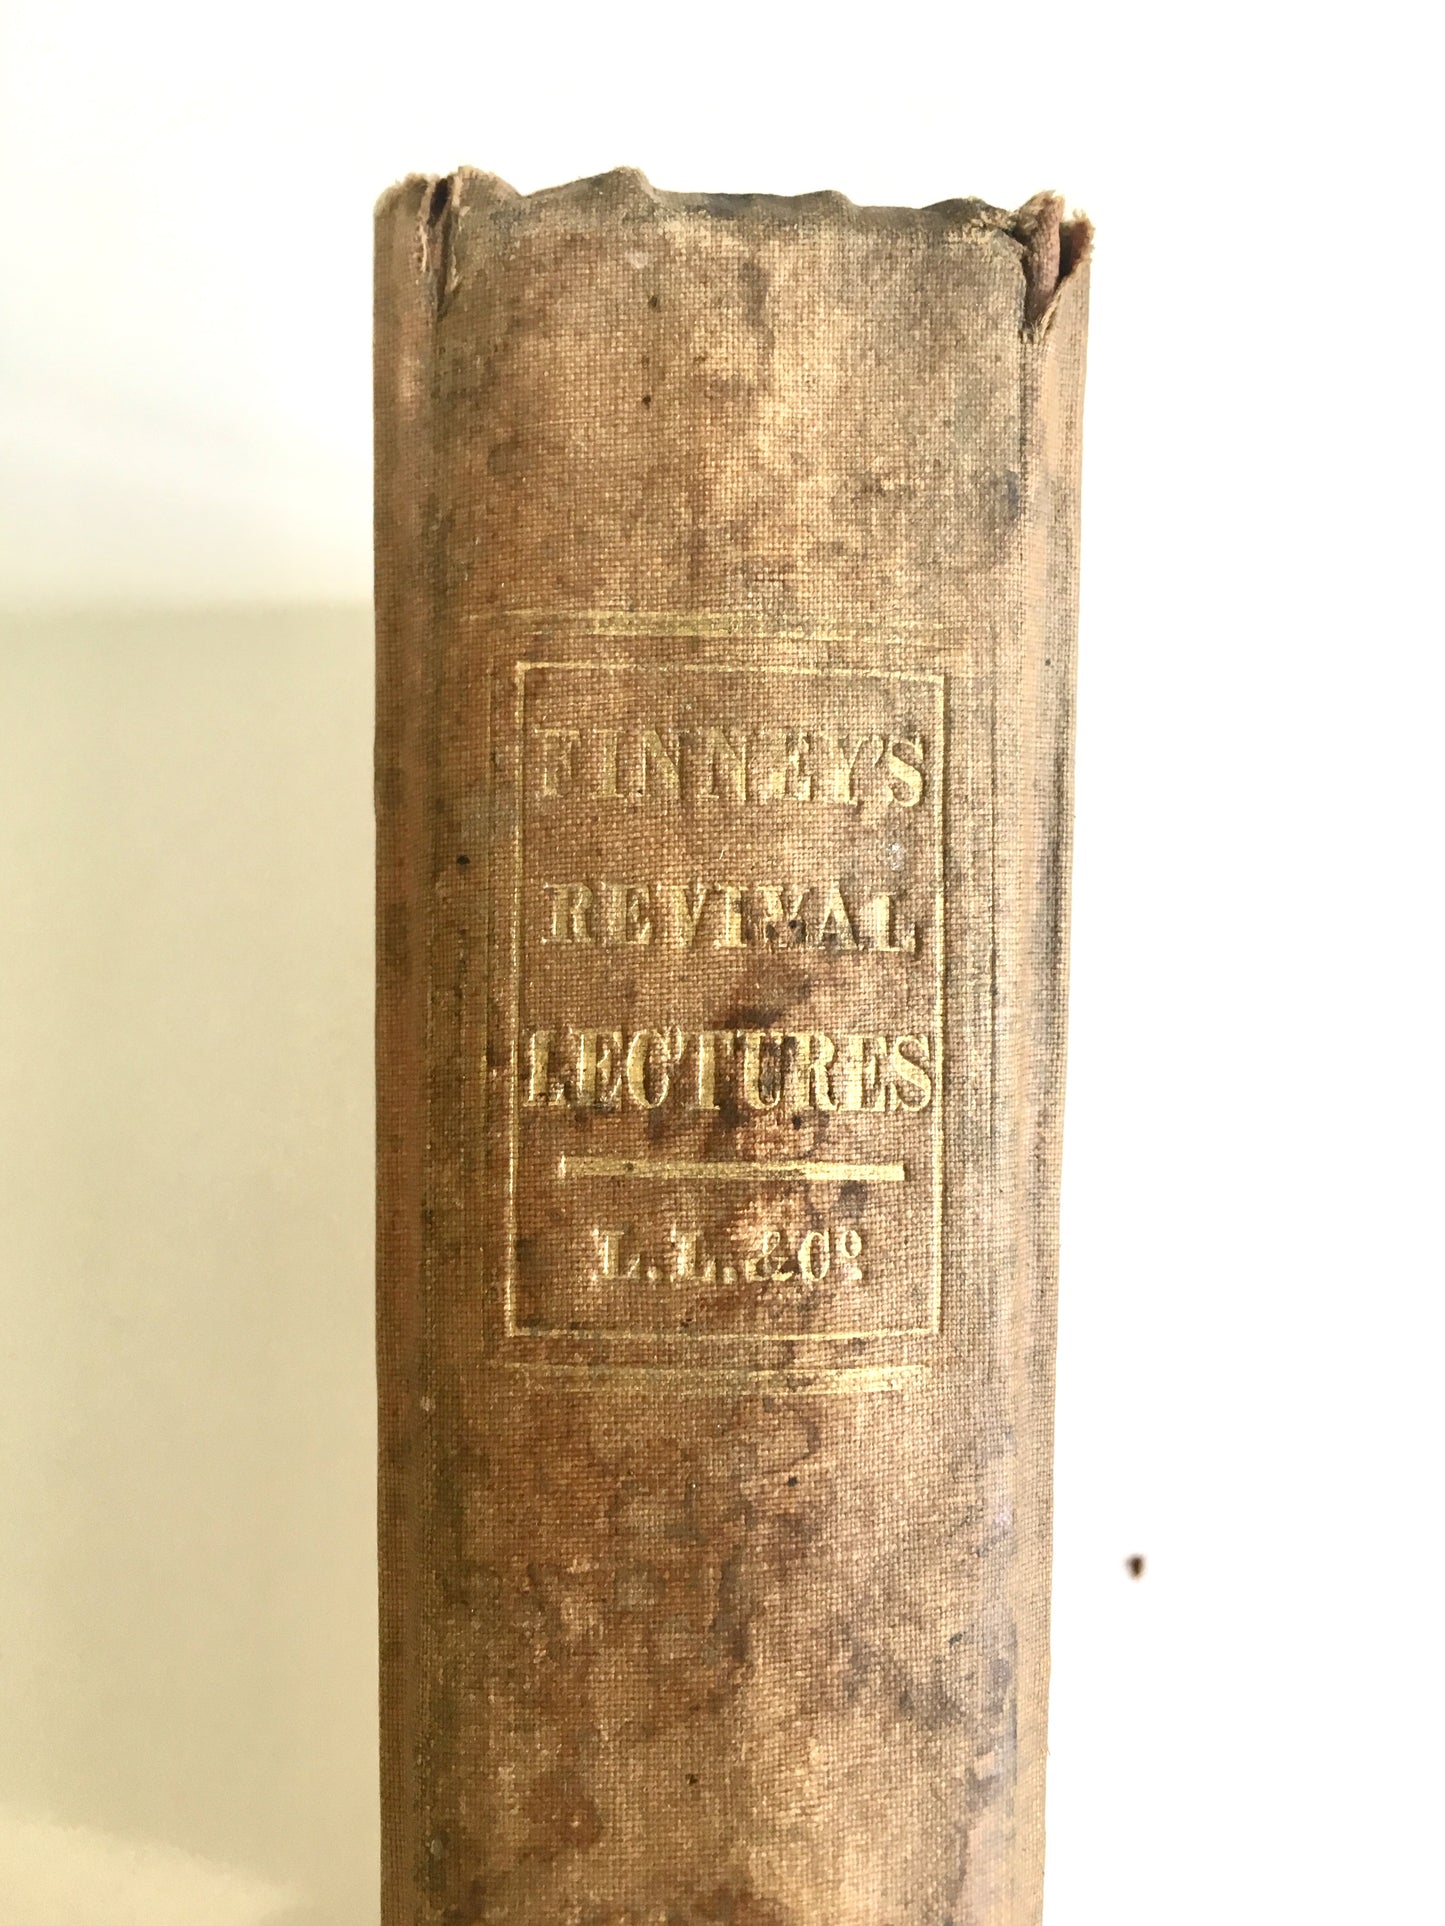 FINNEY'S
REVIVAL
LECTURES
L. L. & Cº